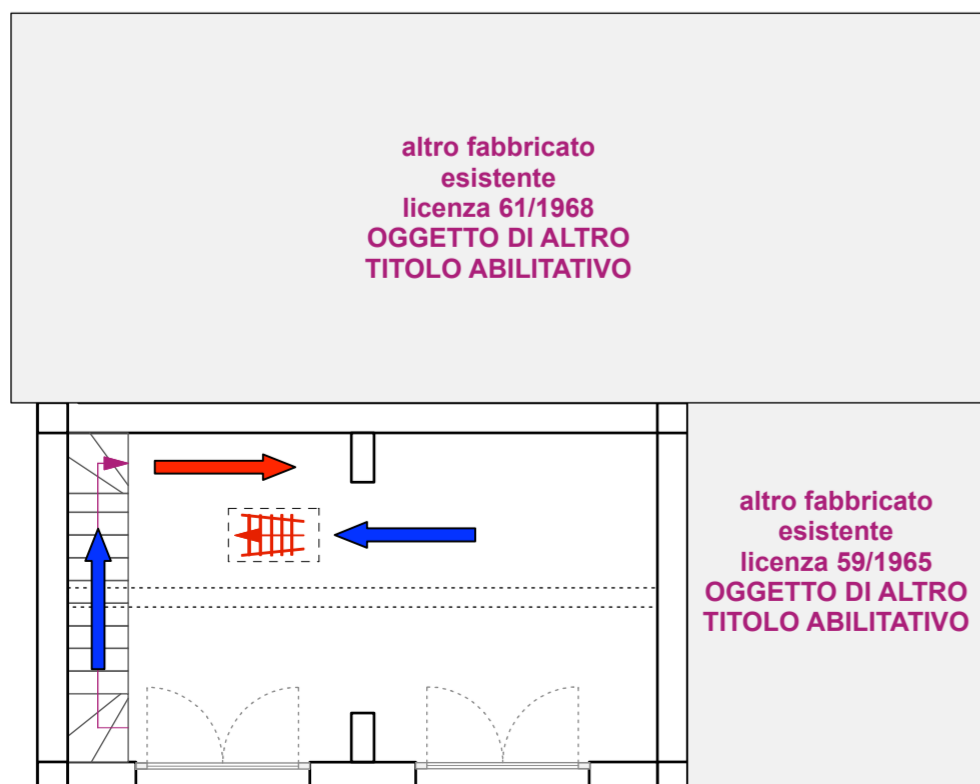 altro fabbricato
esistente
licenza 61/1968
OGGETTO DI ALTRO
TITOLO ABILITATIVO
altro fabbricato
esistente
licenza 59/1965
OGGETTO DI ALTRO
TITOLO ABILITATIVO